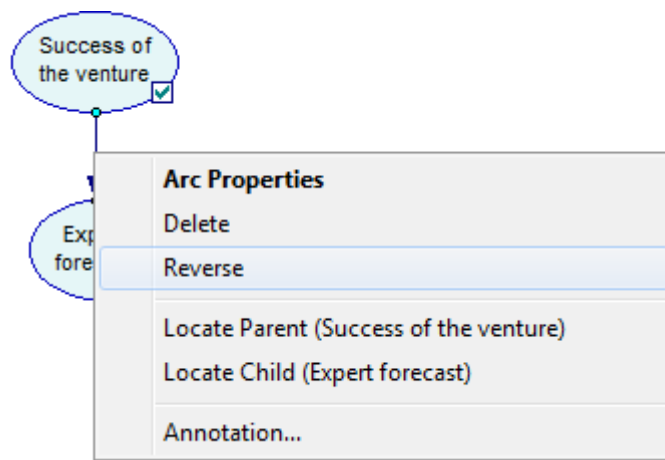 Success of
the venture
Arc Properties
Delete
Reverse
Locate Parent (Success of the venture)
Locate Child (Expert forecast)
Annotation...